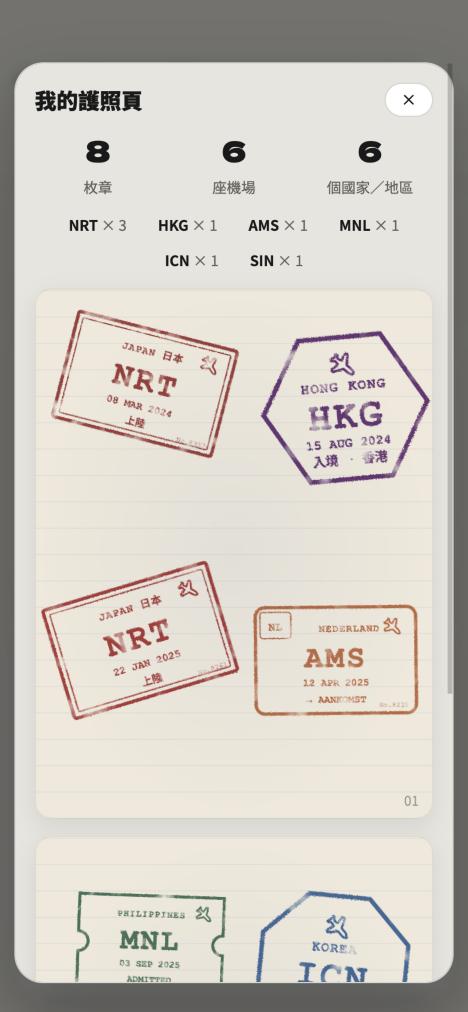 我的護照頁
×
8 6 6
枚章 座機場 個國家／地區
NRT × 3 HKG × 1 AMS × 1 MNL × 1
ICN × 1 SIN × 1
JAPAN 日本
NRT
08 MAR 2024
上陸
HONG KONG
HKG
15 AUG 2024
入境 · 香港
JAPAN 日本
NRT
22 JAN 2025
上陸
NL NEDERLAND
AMS
12 APR 2025
→ AANKOMST
01
PHILIPPINES
MNL
03 SEP 2025
ADMITTED
KOREA
ICN